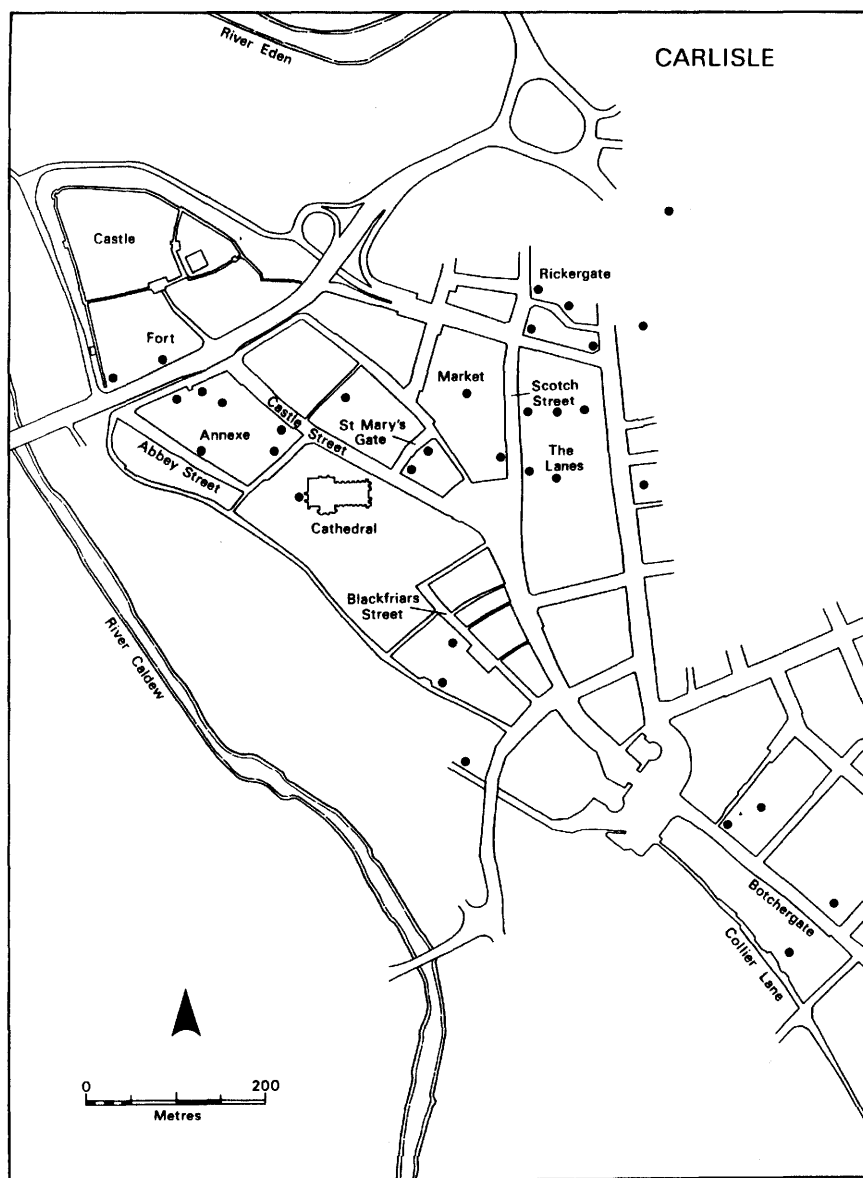 River Eden
CARLISLE
Castle
Rickergate
Fort
Market
Scotch
Street
Castle Street
St Mary's
Gate
Annexe
The
Lanes
Abbey Street
Cathedral
Blackfriars
Street
River Caldew
Botchergate
Collier Lane
0
200
Metres